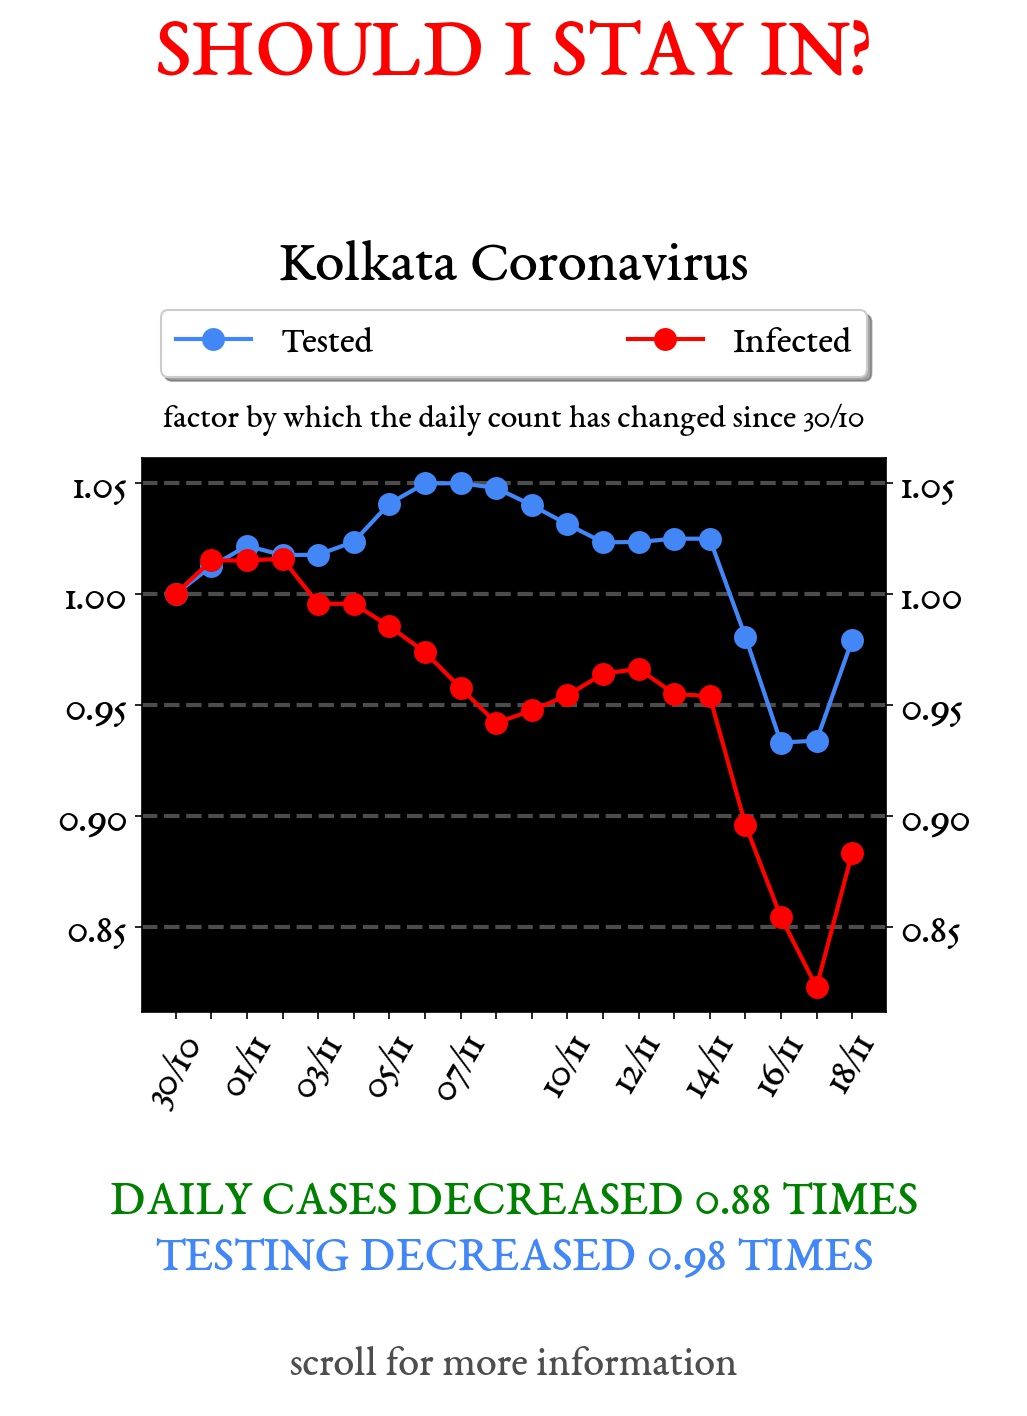 SHOULD I STAY IN?
Kolkata Coronavirus
Tested Infected
factor by which the daily count has changed since 30/10
1.05 1.05
1.00 1.00
0.95 0.95
0.90 0.90
0.85 0.85
30/10 01/11 03/11 05/11 07/11 10/11 12/11 14/11 16/11 18/11
DAILY CASES DECREASED 0.88 TIMES
TESTING DECREASED 0.98 TIMES
scroll for more information